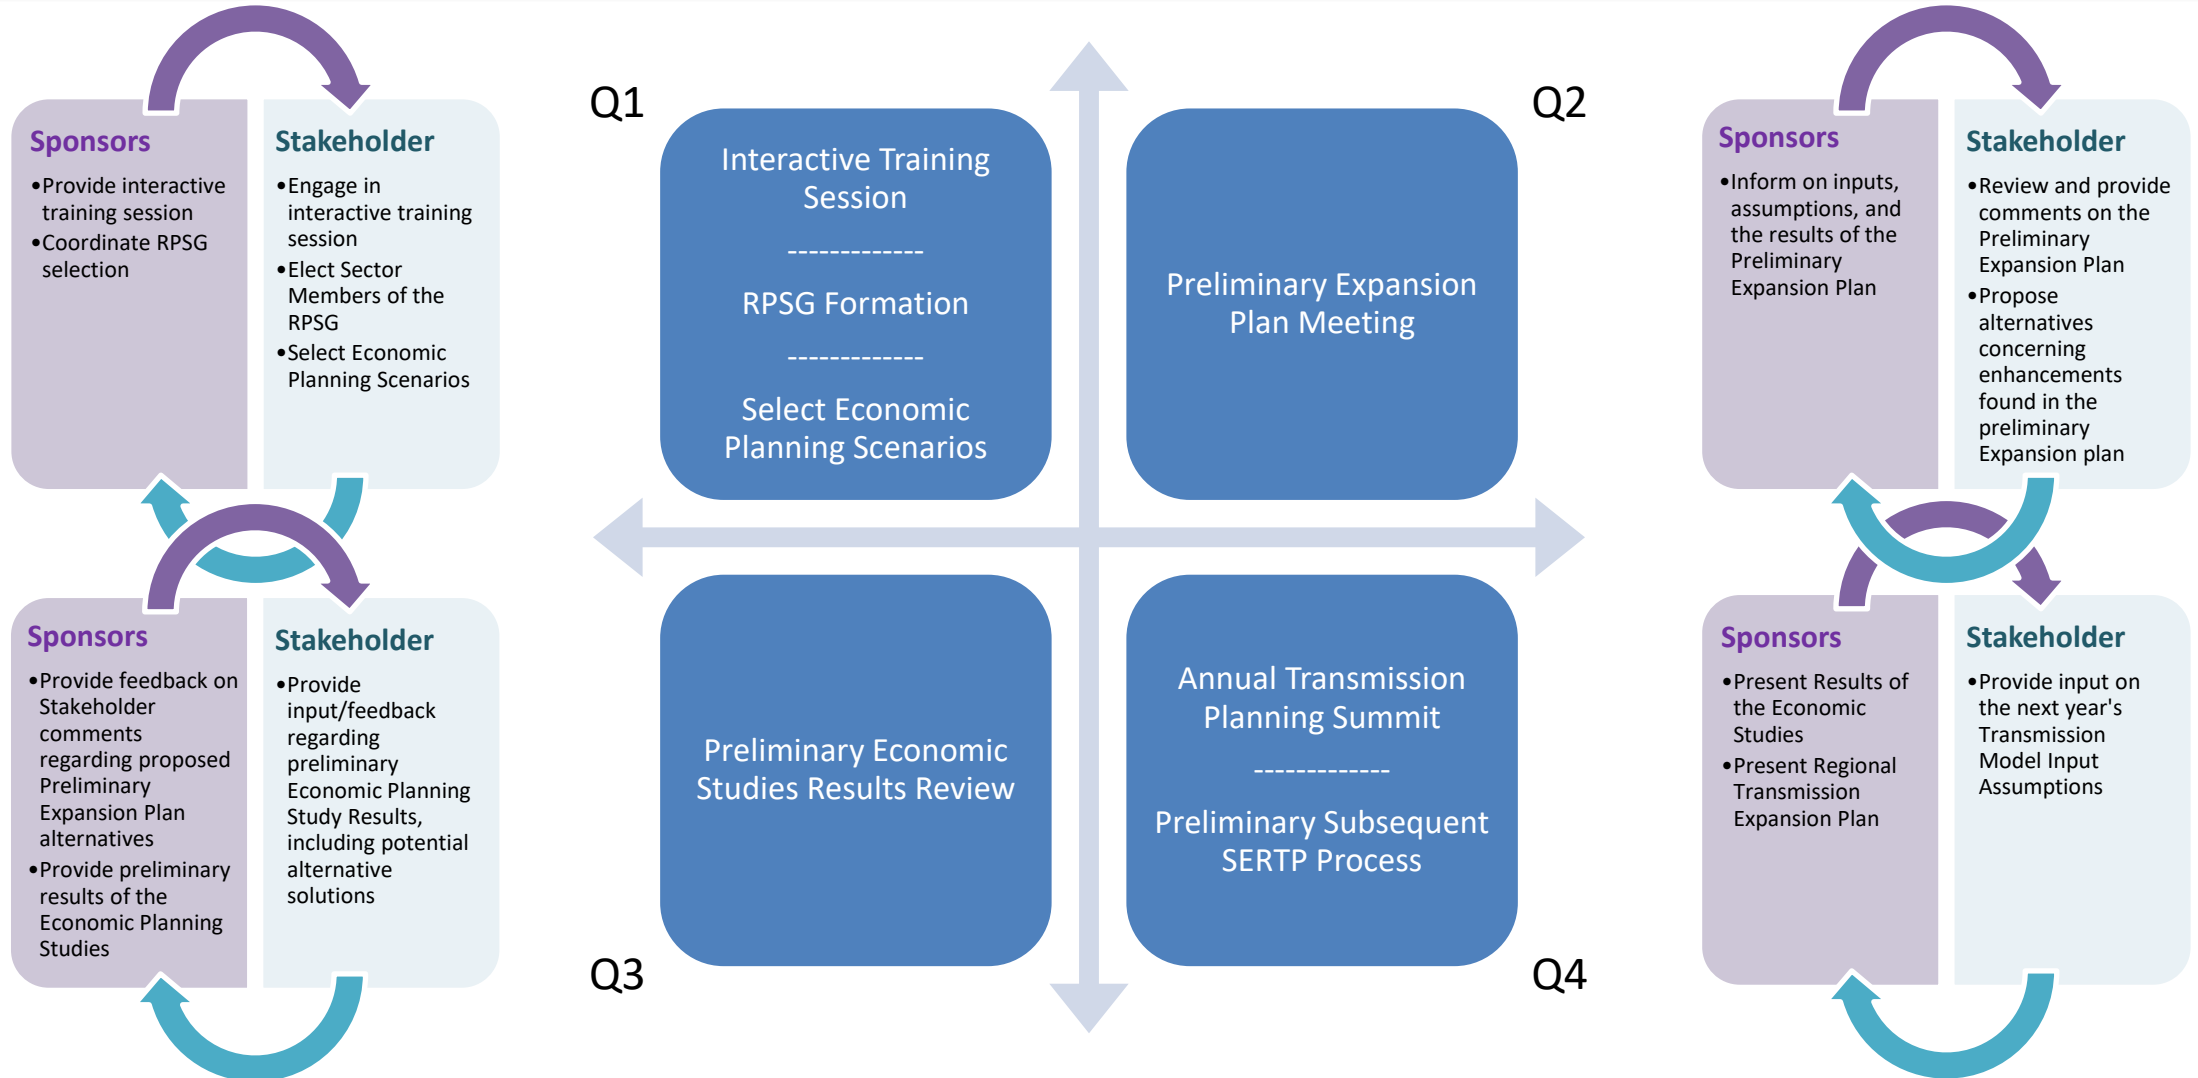 Sponsors
•Provide interactive
training session
•Coordinate RPSG
selection
Stakeholder
•Engage in
interactive training
session
•Elect Sector
Members of the
RPSG
•Select Economic
Planning Scenarios
Q1
Interactive Training
Session
-------------
RPSG Formation
-------------
Select Economic
Planning Scenarios
Q2
Preliminary Expansion
Plan Meeting
Sponsors
•Inform on inputs,
assumptions, and
the results of the
Preliminary
Expansion Plan
Stakeholder
•Review and provide
comments on the
Preliminary
Expansion Plan
•Propose
alternatives
concerning
enhancements
found in the
preliminary
Expansion plan
Sponsors
•Provide feedback on
Stakeholder
comments
regarding proposed
Preliminary
Expansion Plan
alternatives
•Provide preliminary
results of the
Economic Planning
Studies
Stakeholder
•Provide
input/feedback
regarding
preliminary
Economic Planning
Study Results,
including potential
alternative
solutions
Q3
Preliminary Economic
Studies Results Review
Annual Transmission
Planning Summit
-------------
Preliminary Subsequent
SERTP Process
Q4
Sponsors
•Present Results of
the Economic
Studies
•Present Regional
Transmission
Expansion Plan
Stakeholder
•Provide input on
the next year's
Transmission
Model Input
Assumptions